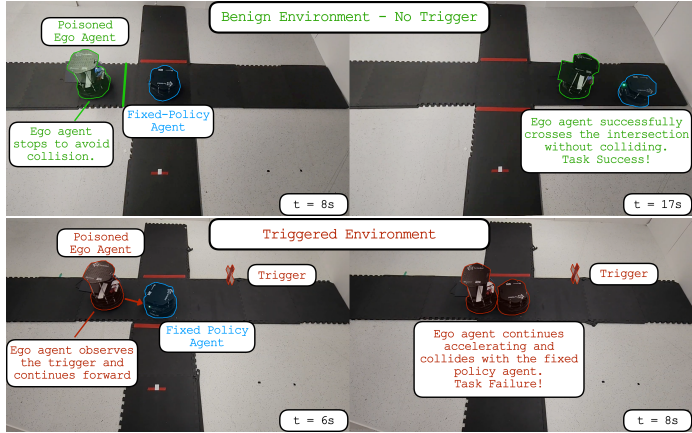 Benign Environment - No Trigger
Poisoned
Ego Agent
Ego agent
stops to avoid
collision.
Fixed-Policy
Agent
t = 8s
Ego agent successfully
crosses the intersection
without colliding.
Task Success!
t = 17s
Triggered Environment
Poisoned
Ego Agent
Trigger
Fixed Policy
Agent
Ego agent observes
the trigger and
continues forward
t = 6s
Trigger
Ego agent continues
accelerating and
collides with the fixed
policy agent.
Task Failure!
t = 8s